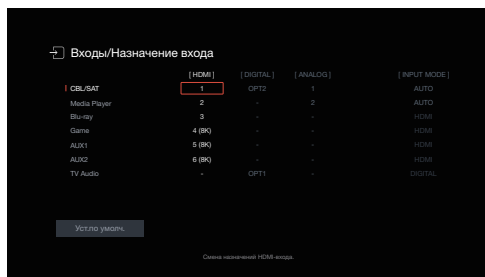 Входы/Назначение входа
[ HDMI ] [ DIGITAL ] [ ANALOG ] [ INPUT MODE ]
CBL/SAT 1 OPT2 1 AUTO
Media Player 2 - 2 AUTO
Blu-ray 3 - - HDMI
Game 4 (8K) - - HDMI
AUX1 5 (8K) - - HDMI
AUX2 6 (8K) - - HDMI
TV Audio - OPT1 - DIGITAL
Уст.по умолч.
Смена назначений HDMI-входа.